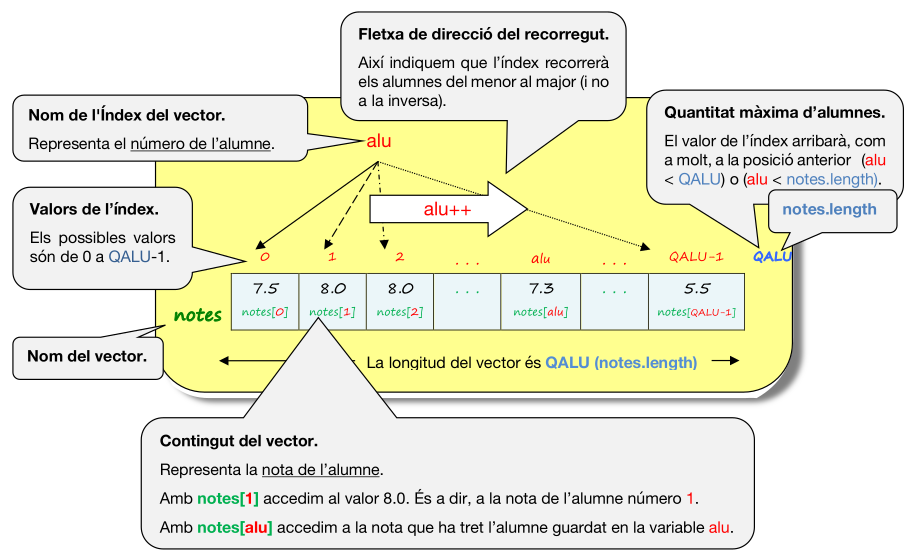 Fletxa de direcció del recorregut.
Així indiquem que l'índex recorrerà
els alumnes del menor al major (i no
a la inversa).
Nom de l'Índex del vector.
Representa el número de l'alumne.
alu
Quantitat màxima d'alumnes.
El valor de l'índex arribarà, com
a molt, a la posició anterior (alu
< QALU) o (alu < notes.length).
notes.length
Valors de l'índex.
Els possibles valors
són de 0 a QALU-1.
alu++
0 1 2 . . . alu . . . QALU-1 QALU
7.5 8.0 8.0 . . . 7.3 . . . 5.5
notes[0] notes[1] notes[2] notes[alu] notes[QALU-1]
notes
Nom del vector.
La longitud del vector és QALU (notes.length)
Contingut del vector.
Representa la nota de l'alumne.
Amb notes[1] accedim al valor 8.0. És a dir, a la nota de l'alumne número 1.
Amb notes[alu] accedim a la nota que ha tret l'alumne guardat en la variable alu.